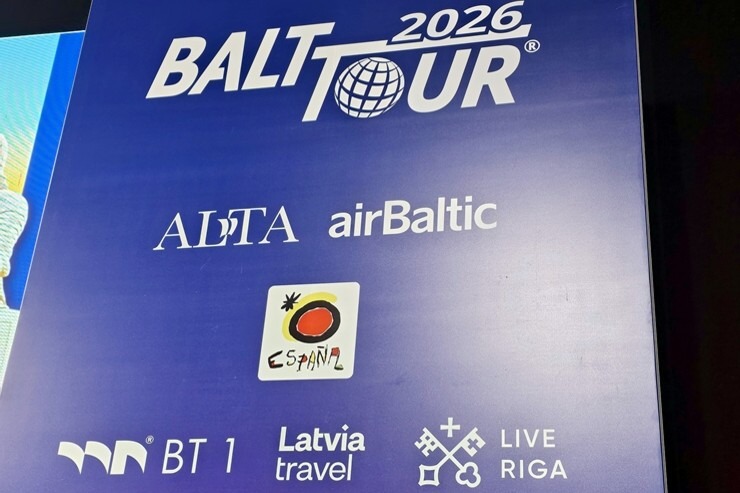 2026
BALTTOUR®
ALTA airBaltic
ESPAÑA
® BT 1
Latvia
travel
LIVE
RIGA